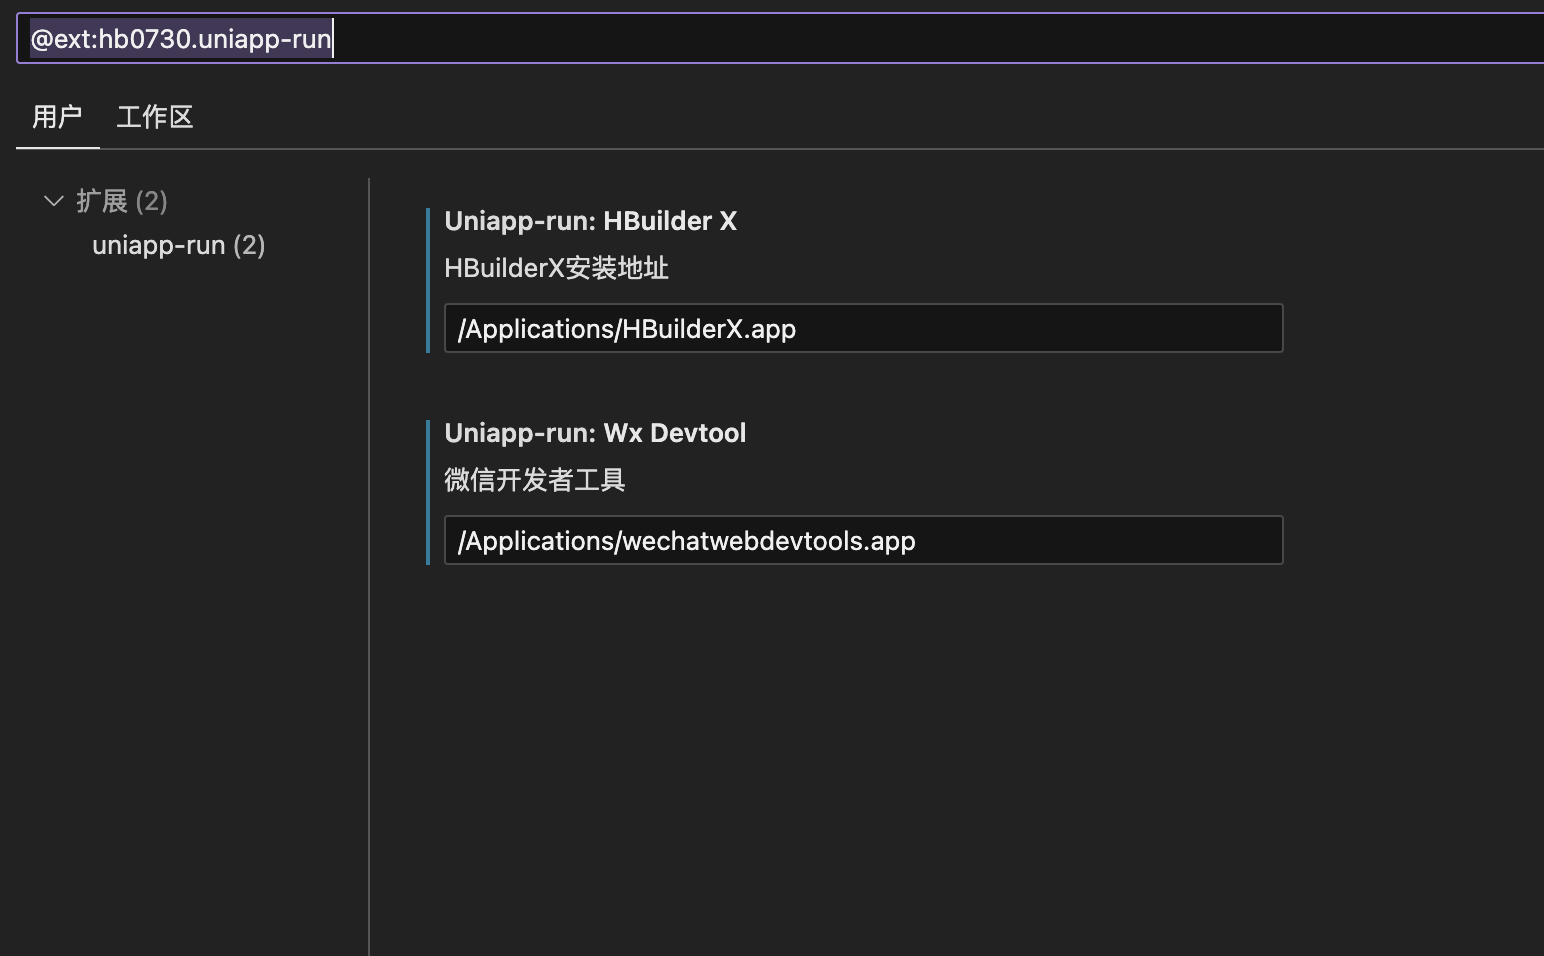 @ext:hb0730.uniapp-run
用户 工作区
扩展 (2)
uniapp-run (2)
Uniapp-run: HBuilder X
HBuilderX安装地址
/Applications/HBuilderX.app
Uniapp-run: Wx Devtool
微信开发者工具
/Applications/wechatwebdevtools.app